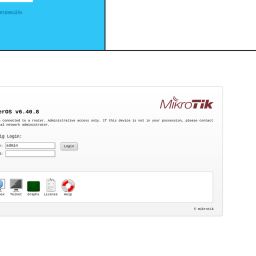 MikroTik
erOS v6.40.8
connected to a router. Administrative access only. If this device is not in your possession, please contact
al network administrator.
ig Login:
admin
Login
Telnet Graphs License Help
© mikrotik